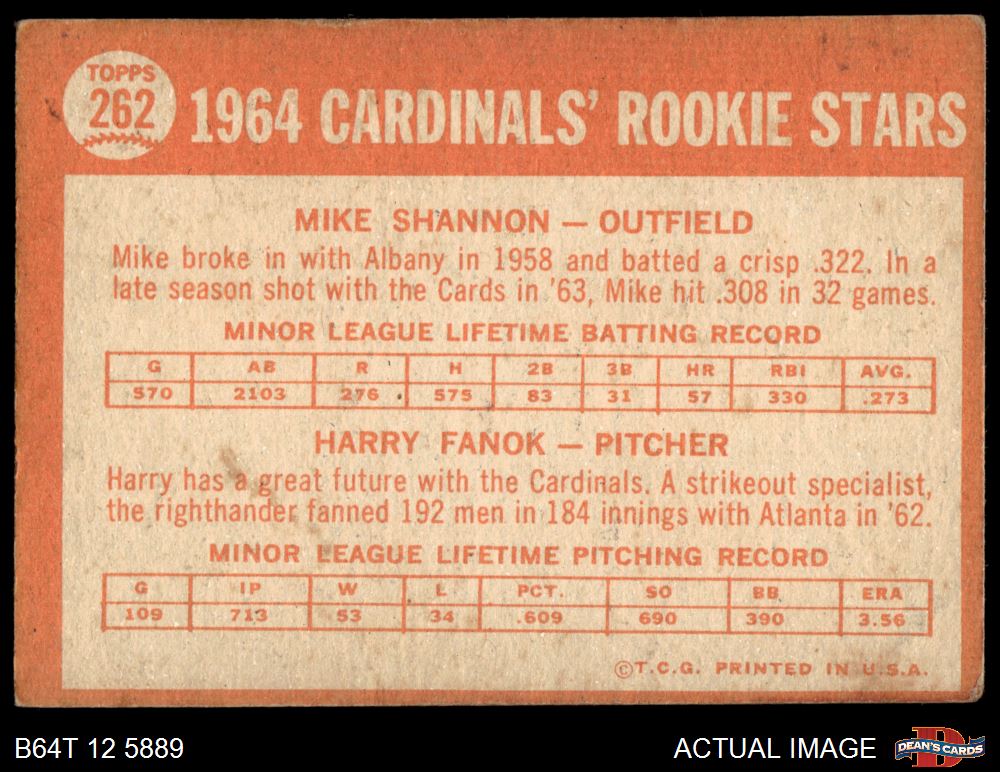 TOPPS
262
1964 CARDINALS' ROOKIE STARS
MIKE SHANNON — OUTFIELD
Mike broke in with Albany in 1958 and batted a crisp .322. In a
late season shot with the Cards in '63, Mike hit .308 in 32 games.
MINOR LEAGUE LIFETIME BATTING RECORD
G AB R H 2B 3B HR RBI AVG.
570 2103 276 575 83 31 57 330 .273
HARRY FANOK — PITCHER
Harry has a great future with the Cardinals. A strikeout specialist,
the righthander fanned 192 men in 184 innings with Atlanta in '62.
MINOR LEAGUE LIFETIME PITCHING RECORD
G IP W L PCT. SO BB ERA
109 713 53 34 .609 690 390 3.56
©T.C.G. PRINTED IN U.S.A.
B64T 12 5889
ACTUAL IMAGE
D
DEAN'S CARDS